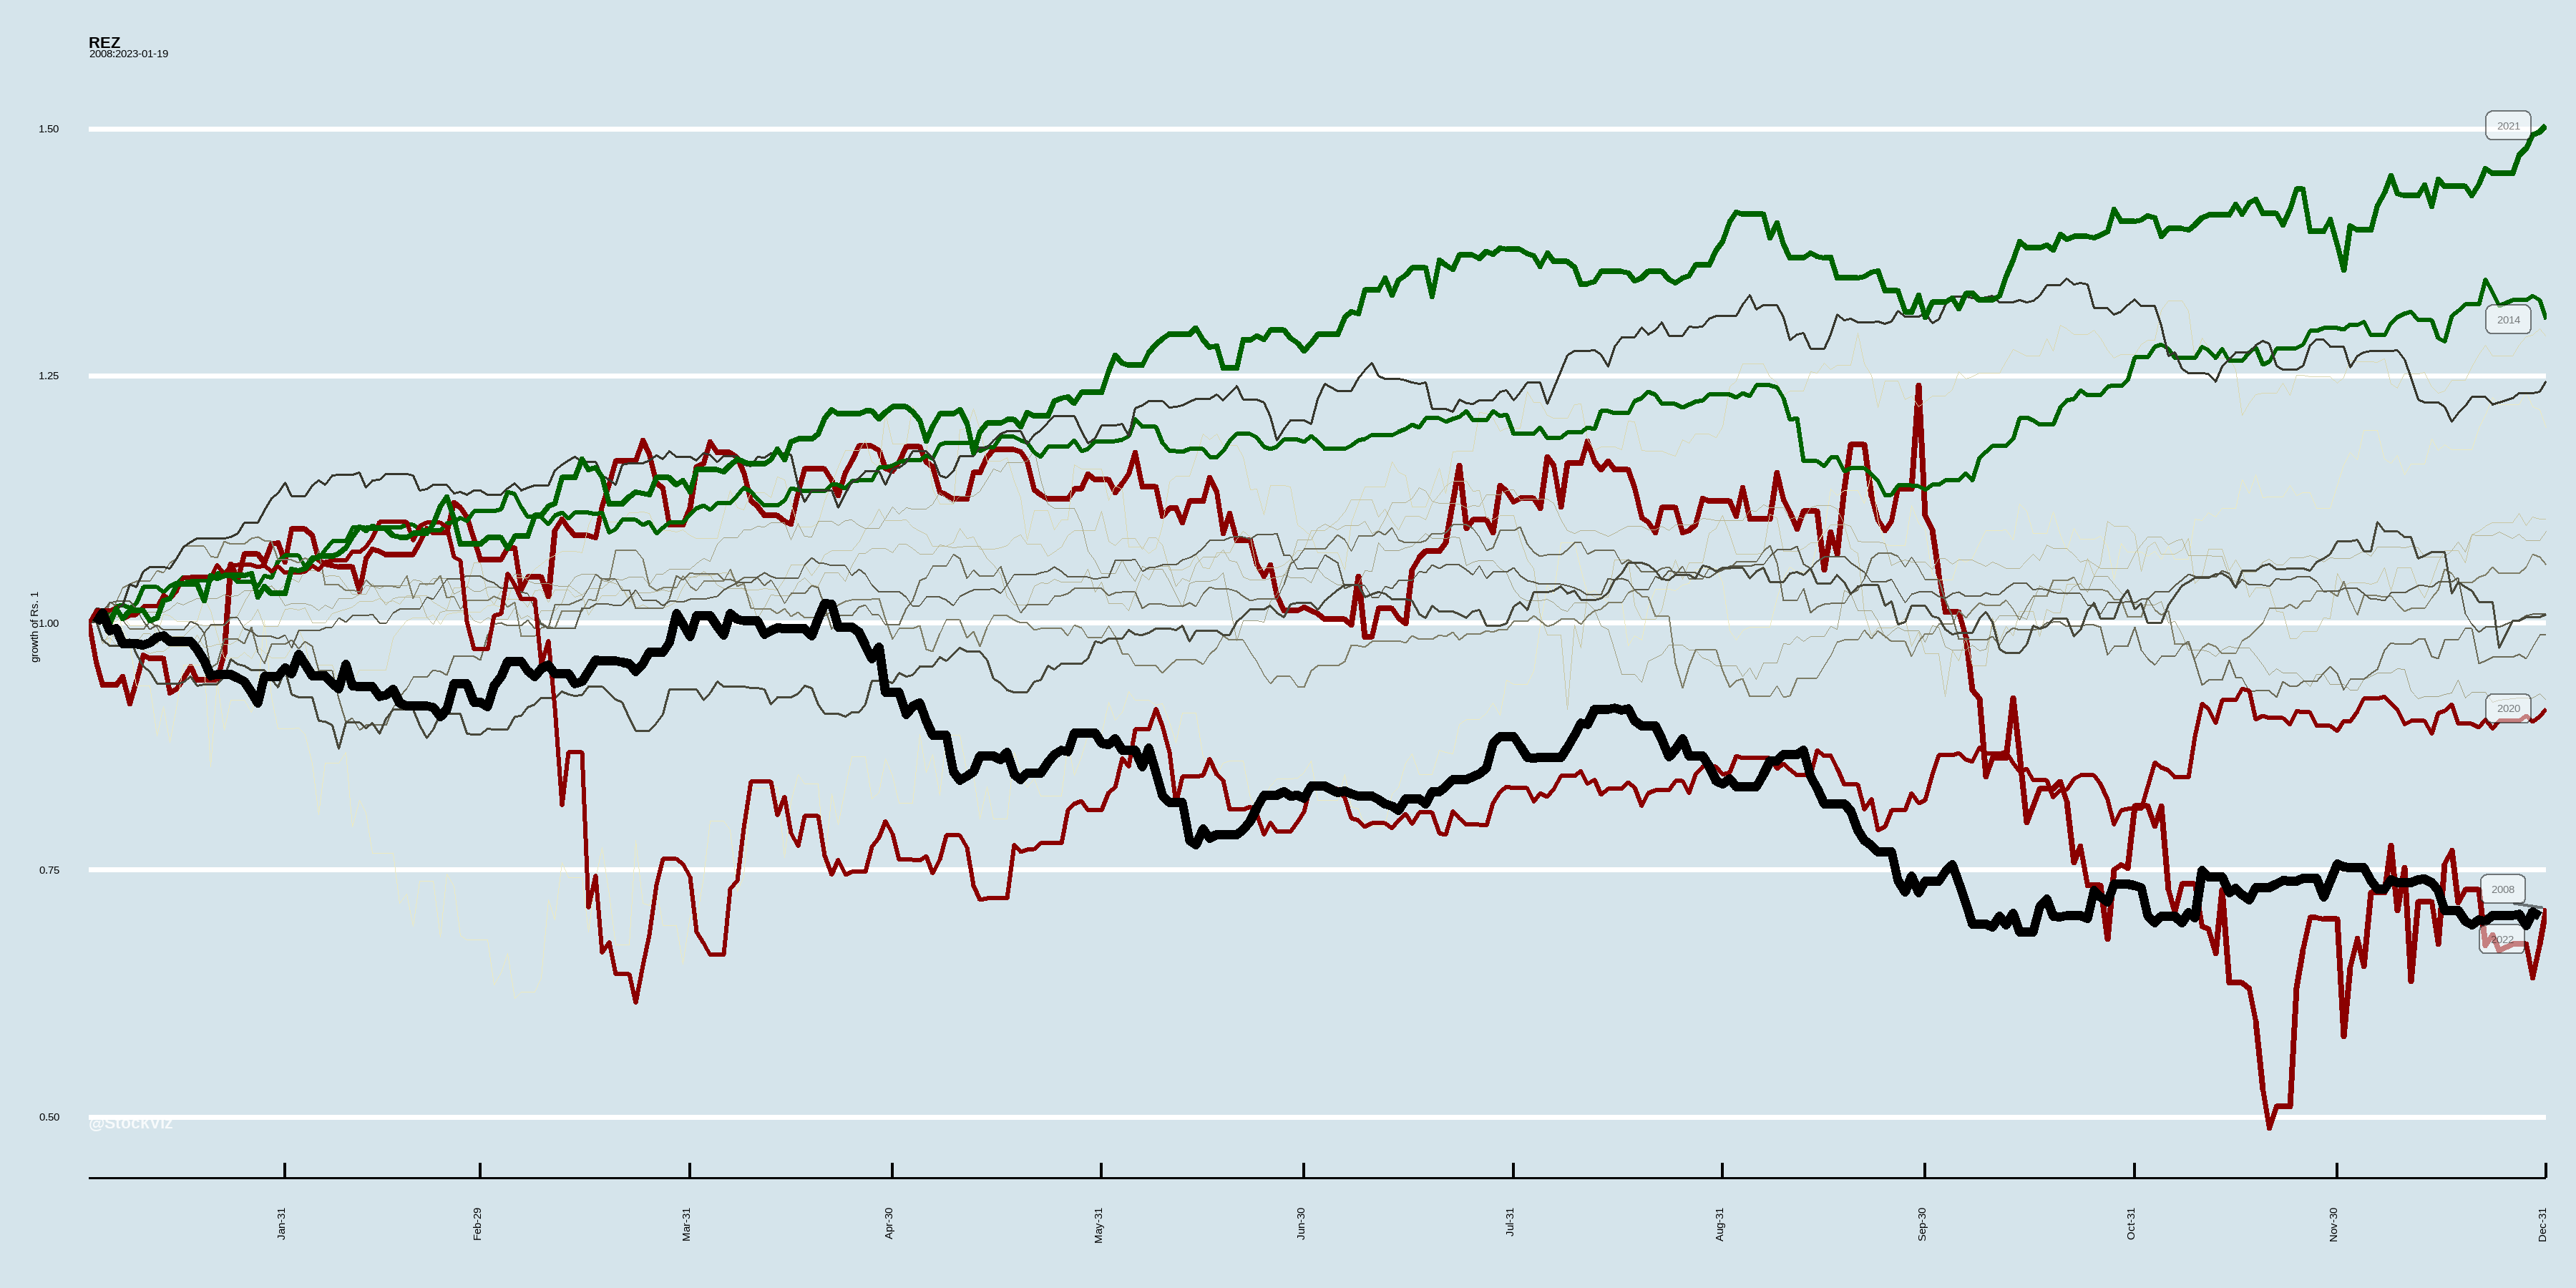 REZ
2008:2023-01-19
1.50
1.25
1.00
0.75
0.50
growth of Rs. 1
2021
2014
2020
2008
2022
@StockViz
Jan-31
Feb-29
Mar-31
Apr-30
May-31
Jun-30
Jul-31
Aug-31
Sep-30
Oct-31
Nov-30
Dec-31